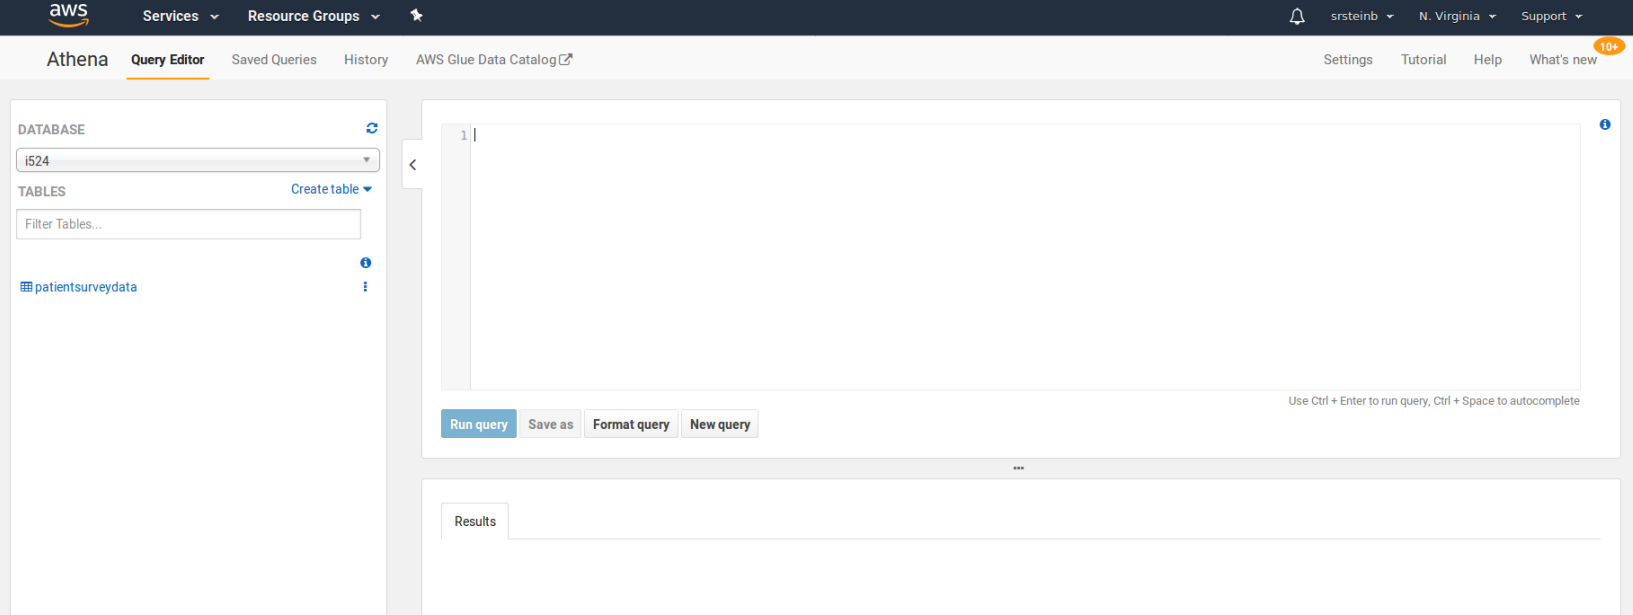 aws Services Resource Groups srsteinb N. Virginia Support
Athena Query Editor Saved Queries History AWS Glue Data Catalog Settings Tutorial Help What's new 10+
DATABASE
i524
TABLES Create table
Filter Tables...
patientsurveydata
1
Use Ctrl + Enter to run query, Ctrl + Space to autocomplete
Run query Save as Format query New query
Results